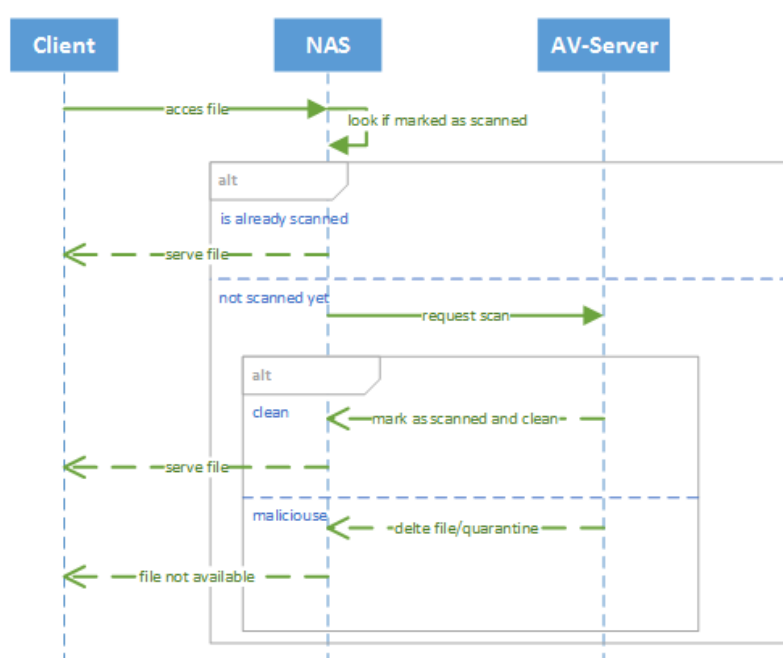 Client
NAS
AV-Server
acces file
look if marked as scanned
alt
is already scanned
serve file
not scanned yet
request scan
alt
clean
mark as scanned and clean
serve file
maliciouse
delte file/quarantine
file not available